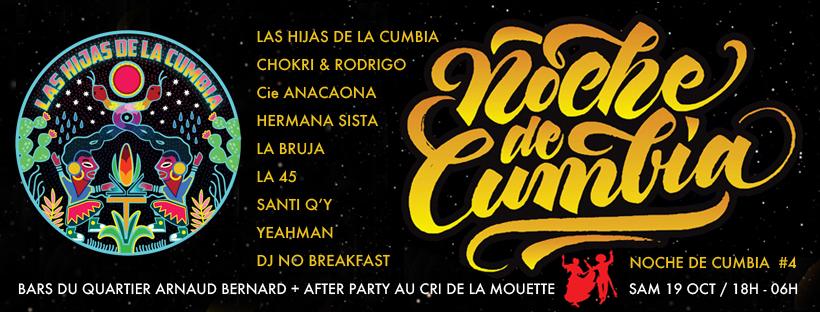 LAS HIJAS DE LA CUMBIA
LAS HIJAS DE LA CUMBIA
CHOKRI & RODRIGO
Cie ANACAONA
HERMANA SISTA
LA BRUJA
LA 45
SANTI Q'Y
YEAHMAN
DJ NO BREAKFAST
Noche
de
Cumbia
NOCHE DE CUMBIA #4
BARS DU QUARTIER ARNAUD BERNARD + AFTER PARTY AU CRI DE LA MOUETTE
SAM 19 OCT / 18H - 06H